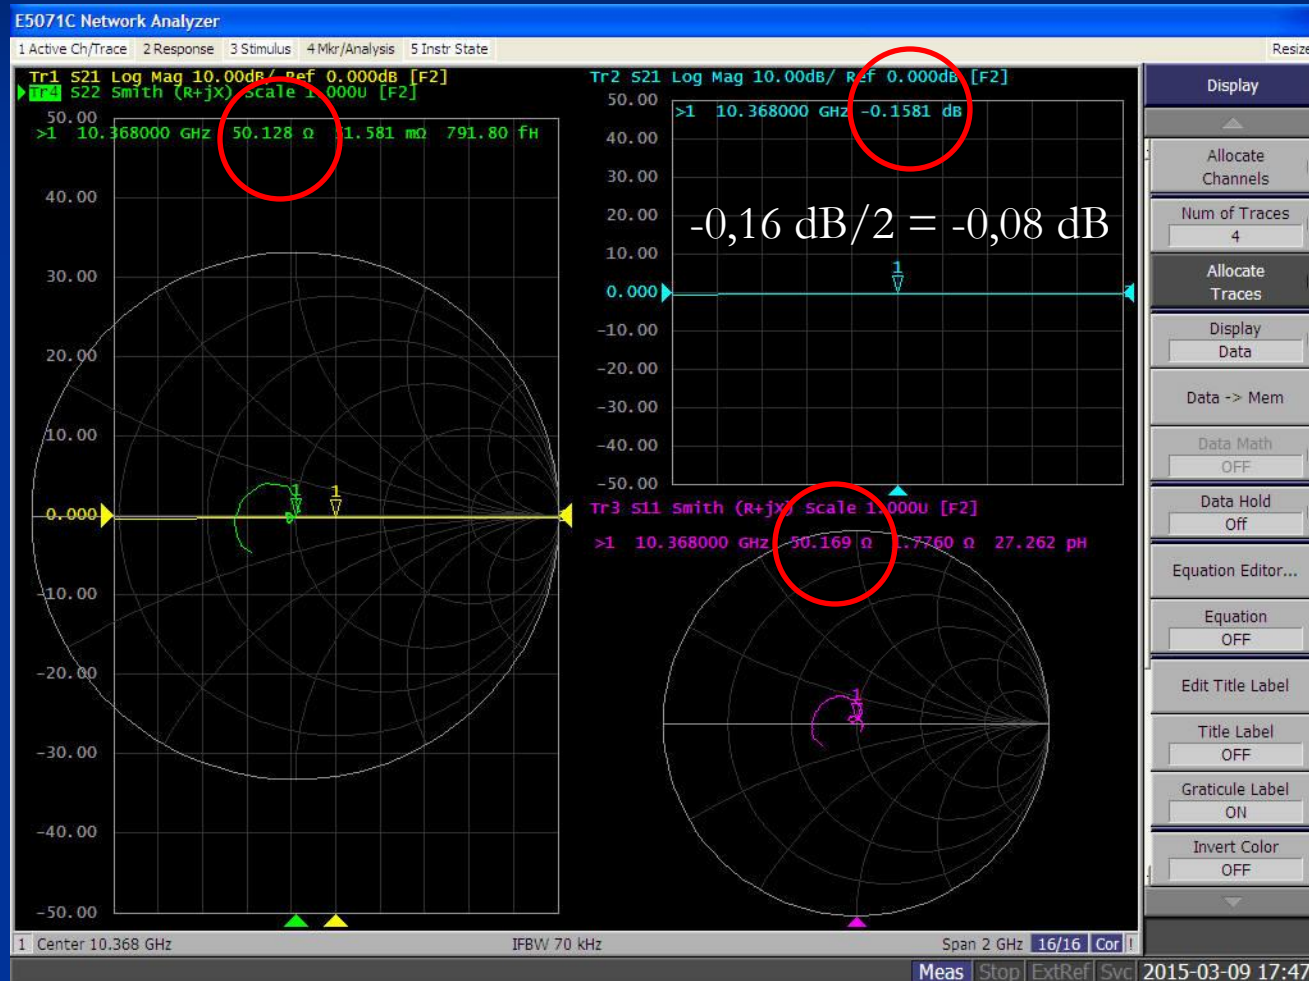 E5071C Network Analyzer
1 Active Ch/Trace 2 Response 3 Stimulus 4 Mkr/Analysis 5 Instr State Resize
Tr1 S21 Log Mag 10.00dB/ Ref 0.000dB [F2]
Tr4 S22 Smith (R+jX) Scale 1.000U [F2]
50.00
>1 10.368000 GHz 50.128 Ω 51.581 mΩ 791.80 fH
40.00
30.00
20.00
10.00
0.000
-10.00
-20.00
-30.00
-40.00
-50.00
1
1
Tr2 S21 Log Mag 10.00dB/ Ref 0.000dB [F2]
50.00
>1 10.368000 GHz -0.1581 dB
40.00
30.00
20.00
-0,16 dB/2 = -0,08 dB
10.00
1
0.000
-10.00
-20.00
-30.00
-40.00
-50.00
Tr3 S11 Smith (R+jX) Scale 1.000U [F2]
>1 10.368000 GHz 50.169 Ω 1.7760 Ω 27.262 pH
1
Display
Allocate
Channels
Num of Traces
4
Allocate
Traces
Display
Data
Data -> Mem
Data Math
OFF
Data Hold
Off
Equation Editor...
Equation
OFF
Edit Title Label
Title Label
OFF
Graticule Label
ON
Invert Color
OFF
1 Center 10.368 GHz IFBW 70 kHz Span 2 GHz 16/16 Cor !
Meas Stop ExtRef Svc 2015-03-09 17:47